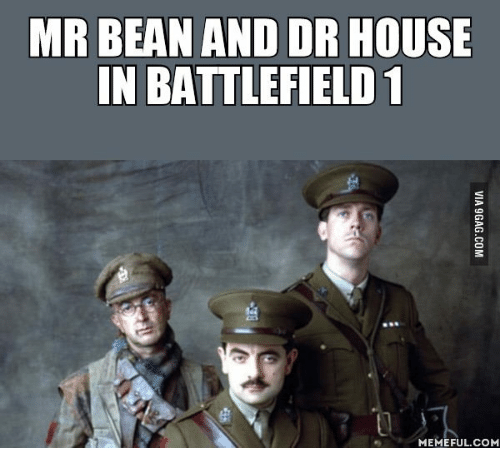 MR BEAN AND DR HOUSE
IN BATTLEFIELD 1
VIA 9GAG.COM
MEMEFUL.COM